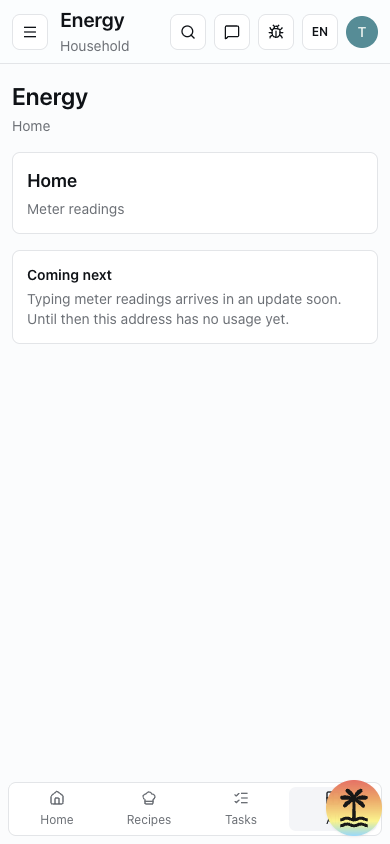 Energy
Household
EN
T
Energy
Home
Home
Meter readings
Coming next
Typing meter readings arrives in an update soon.
Until then this address has no usage yet.
Home
Recipes
Tasks